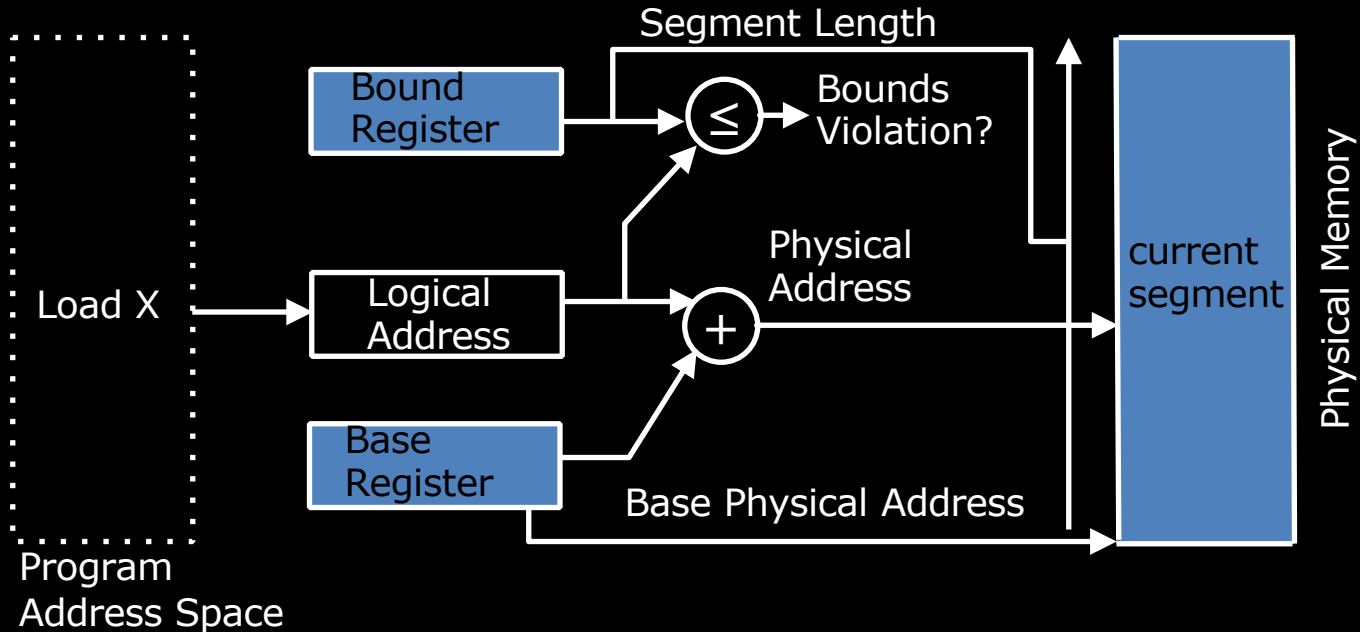 Segment Length
Bound
Register
≤
Bounds
Violation?
Load X
Logical
Address
Physical
Address
+
current
segment
Physical Memory
Base
Register
Base Physical Address
Program
Address Space